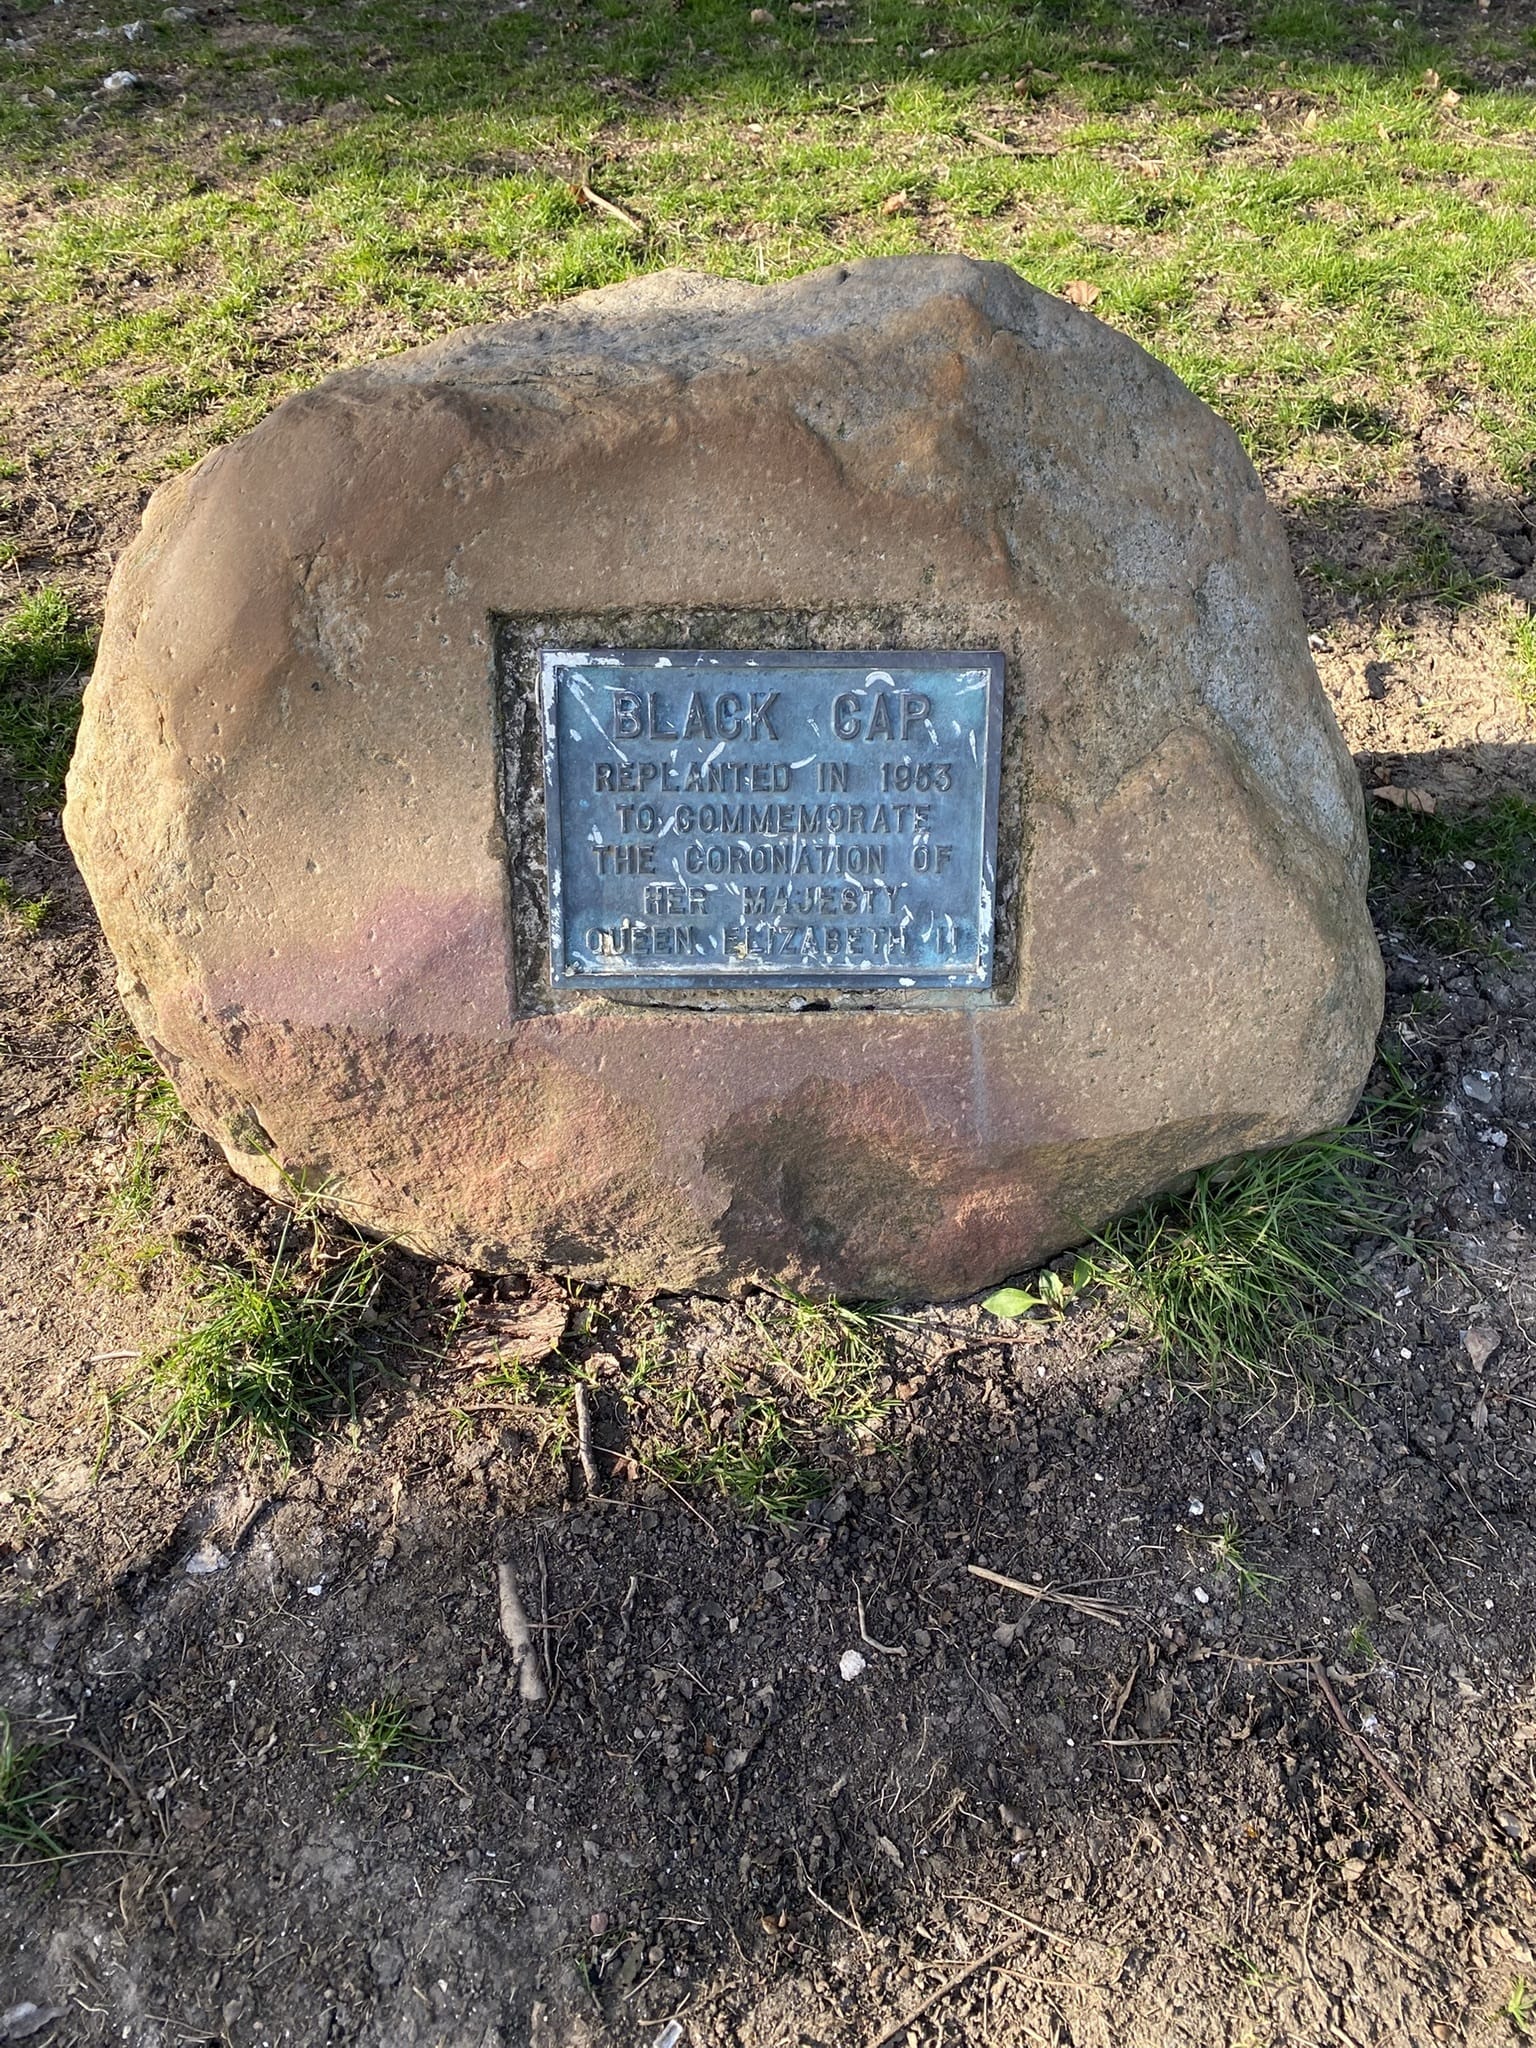 BLACK CAP
REPLANTED IN 1953
TO COMMEMORATE
THE CORONATION OF
HER MAJESTY
QUEEN ELIZABETH II